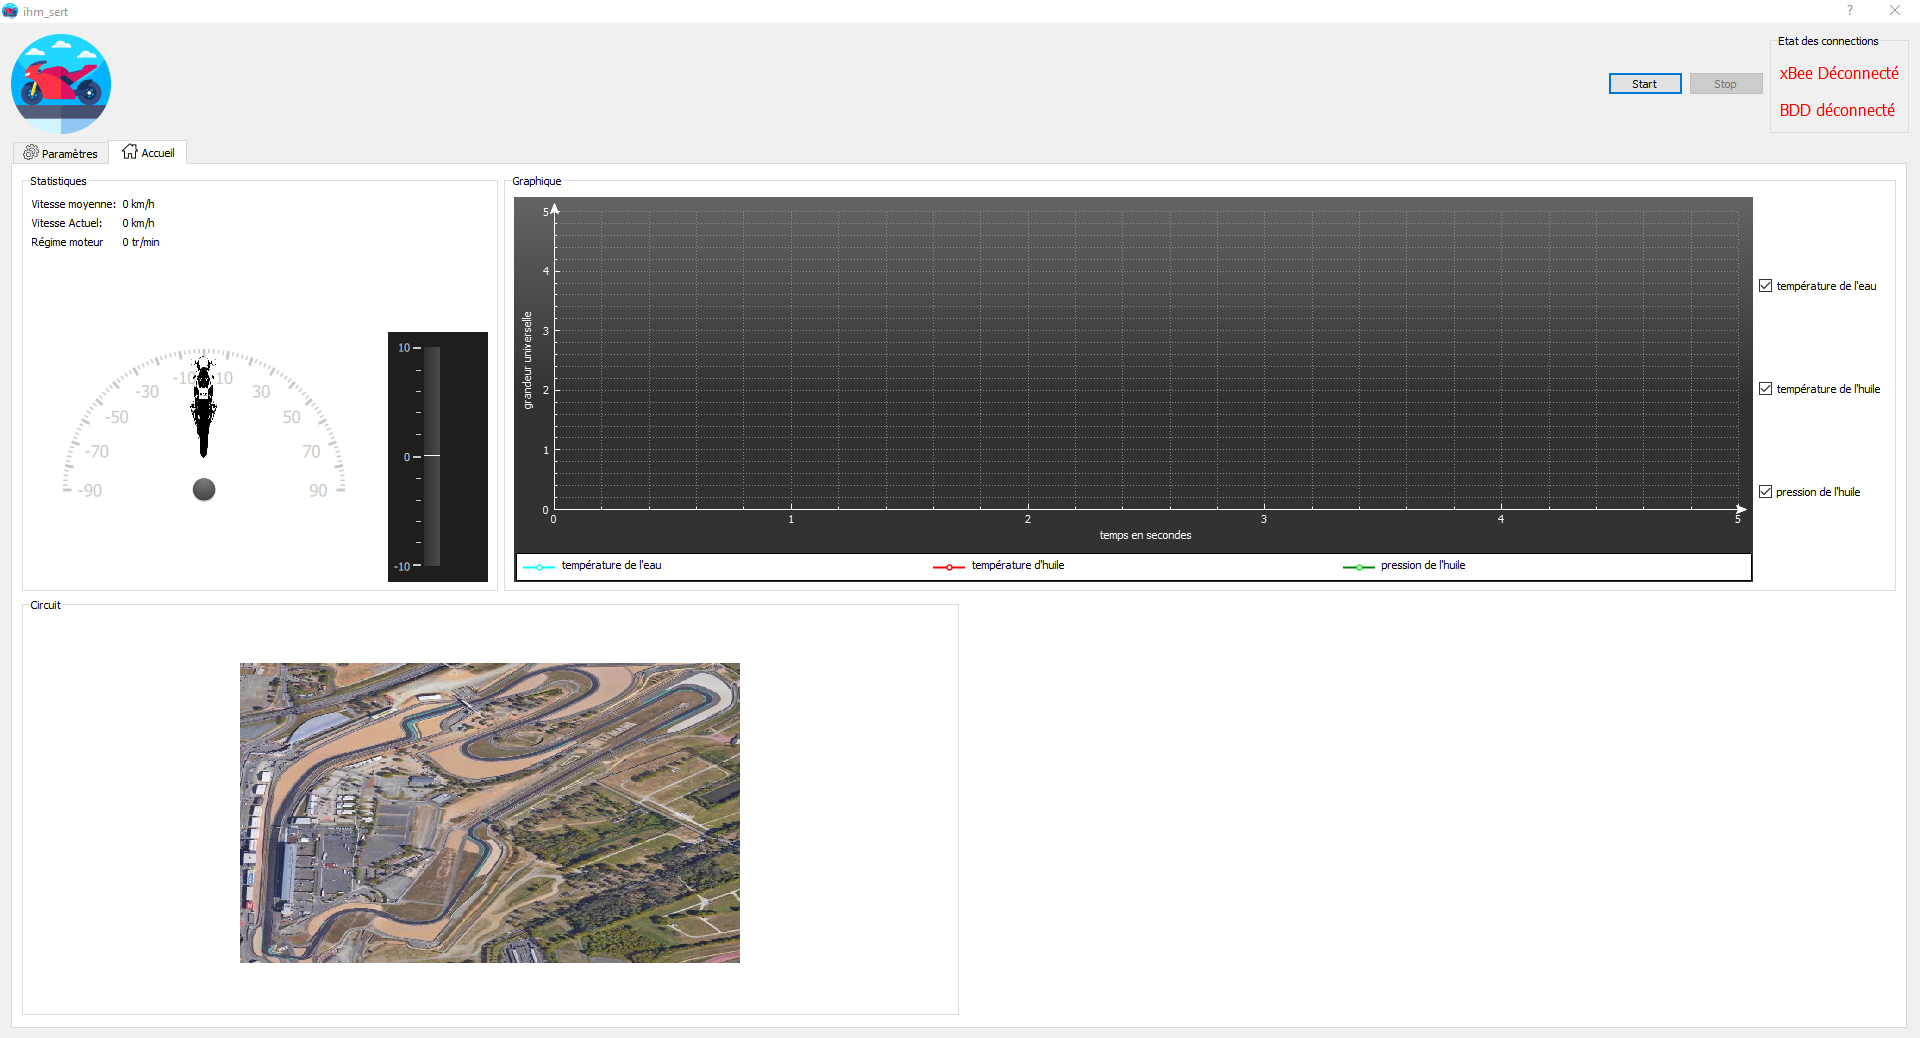 ihm_sert
Etat des connections
xBee Déconnecté
BDD déconnecté
Start
Stop
Paramètres
Accueil
Statistiques
Vitesse moyenne: 0 km/h
Vitesse Actuel: 0 km/h
Régime moteur 0 tr/min
-90
-70
-50
-30
-10
10
30
50
70
90
10
0
-10
Graphique
grandeur universelle
5
4
3
2
1
0
0 1 2 3 4 5
temps en secondes
température de l'eau
température d'huile
pression de l'huile
température de l'eau
température de l'huile
pression de l'huile
Circuit